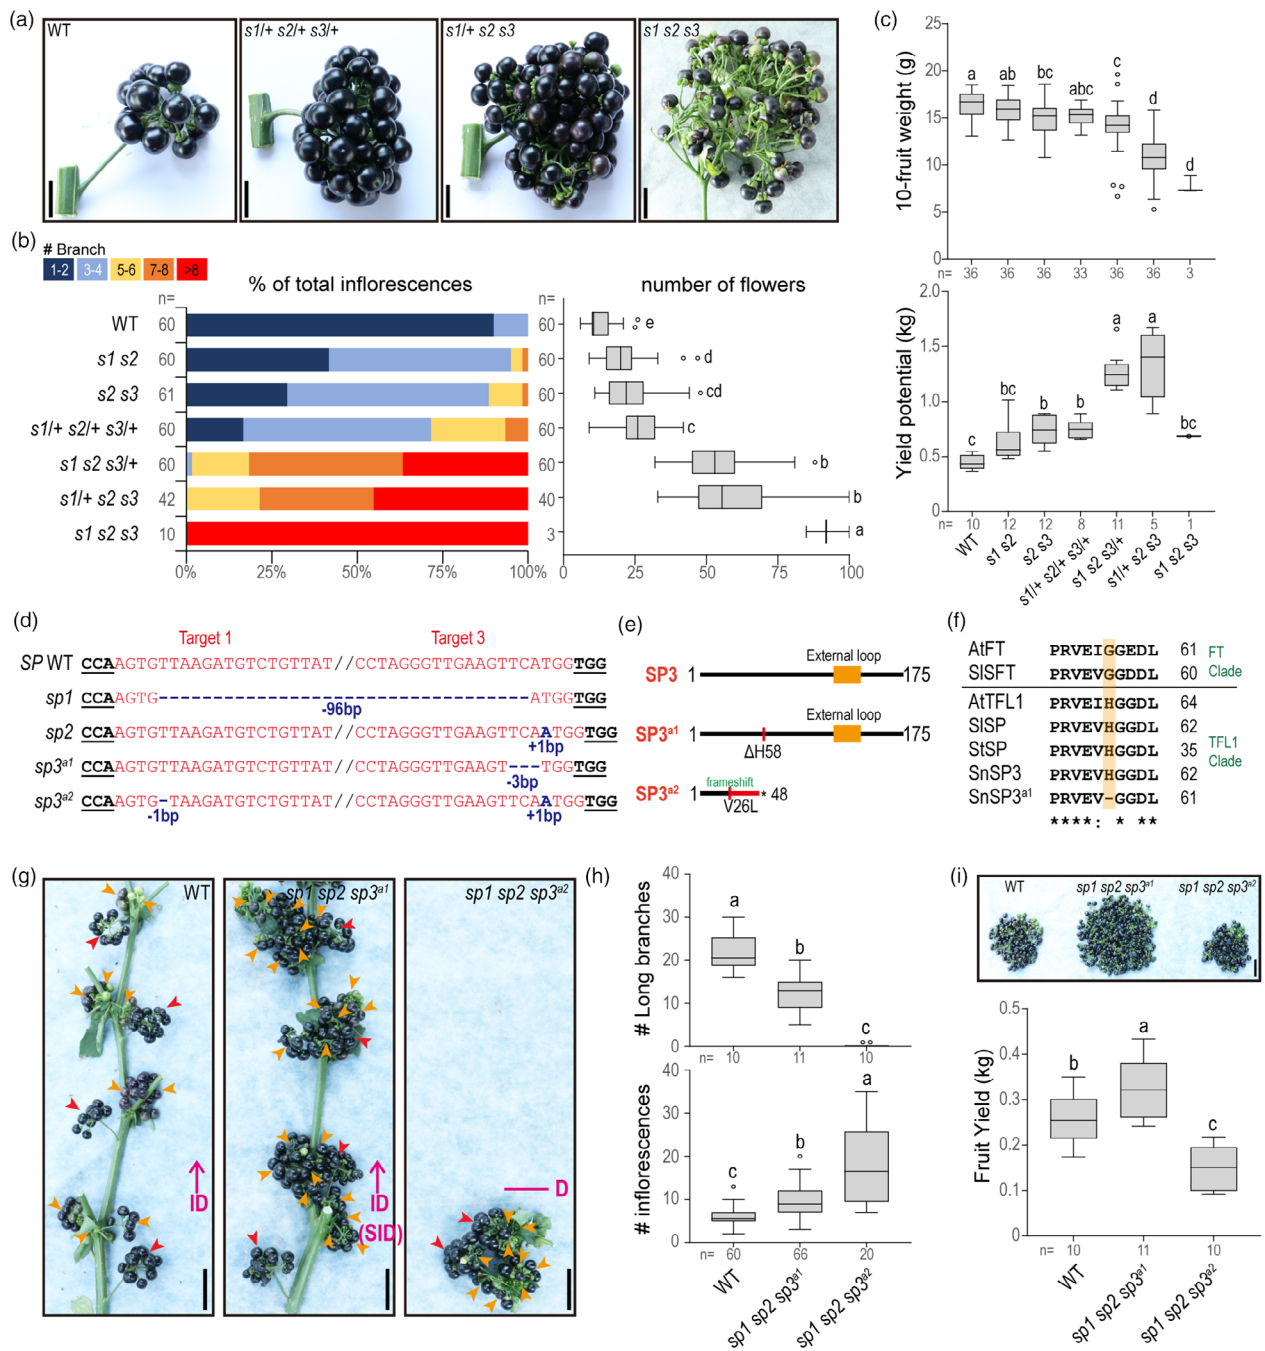 (a)
WT
s1/+ s2/+ s3/+
s1/+ s2 s3
s1 s2 s3
(b)
# Branch
1-2 3-4 5-6 7-8 >8
% of total inflorescences
number of flowers
n= n=
WT 60 60 e
s1 s2 60 60 d
s2 s3 61 60 cd
s1/+ s2/+ s3/+ 60 60 c
s1 s2 s3/+ 60 60 b
s1/+ s2 s3 42 40 b
s1 s2 s3 10 3 a
0% 25% 50% 75% 100%
0 25 50 75 100
(c)
10-fruit weight (g)
25
20
15
10
5
0
a ab bc abc c d d
n= 36 36 36 33 36 36 3
Yield potential (kg)
2.0
1.5
1.0
0.5
0
c bc b b a a bc
n= 10 12 12 8 11 5 1
WT
s1 s2
s2 s3
s1/+ s2/+ s3/+
s1 s2 s3/+
s1/+ s2 s3
s1 s2 s3
(d)
Target 1 Target 3
SP WT CCAAGTGTTAAGATGTCTGTTAT//CCTAGGGTTGAAGTTCATGGTGG
sp1 CCAAGTG----------------------------------ATGGTGG
-96bp
sp2 CCAAGTGTTAAGATGTCTGTTAT//CCTAGGGTTGAAGTTCAATGGTGG
+1bp
sp3a1 CCAAGTGTTAAGATGTCTGTTAT//CCTAGGGTTGAAGT---TGGTGG
-3bp
sp3a2 CCAAGTG-TAAGATGTCTGTTAT//CCTAGGGTTGAAGTTCAATGGTGG
-1bp +1bp
(e)
External loop
SP3 1 175
External loop
SP3a1 1 175
ΔH58
frameshift
SP3a2 1 * 48
V26L
(f)
AtFT PRVEIGGEDL 61 FT
SlSFT PRVEVGGDDL 60 Clade
AtTFL1 PRVEIHGGDL 64
SlSP PRVEVHGGDL 62
StSP PRVEVHGGDL 35 TFL1
SnSP3 PRVEVHGGDL 62 Clade
SnSP3a1 PRVEV-GGDL 61
****: * **
(g)
WT
sp1 sp2 sp3a1
sp1 sp2 sp3a2
ID
ID
(SID)
D
(h)
# Long branches
40
30
20
10
0
a b c
n= 10 11 10
# inflorescences
40
30
20
10
0
c b a
n= 60 66 20
WT
sp1 sp2 sp3a1
sp1 sp2 sp3a2
(i)
WT sp1 sp2 sp3a1 sp1 sp2 sp3a2
Fruit Yield (kg)
0.5
0.4
0.3
0.2
0.1
0
b a c
n= 10 11 10
WT
sp1 sp2 sp3a1
sp1 sp2 sp3a2